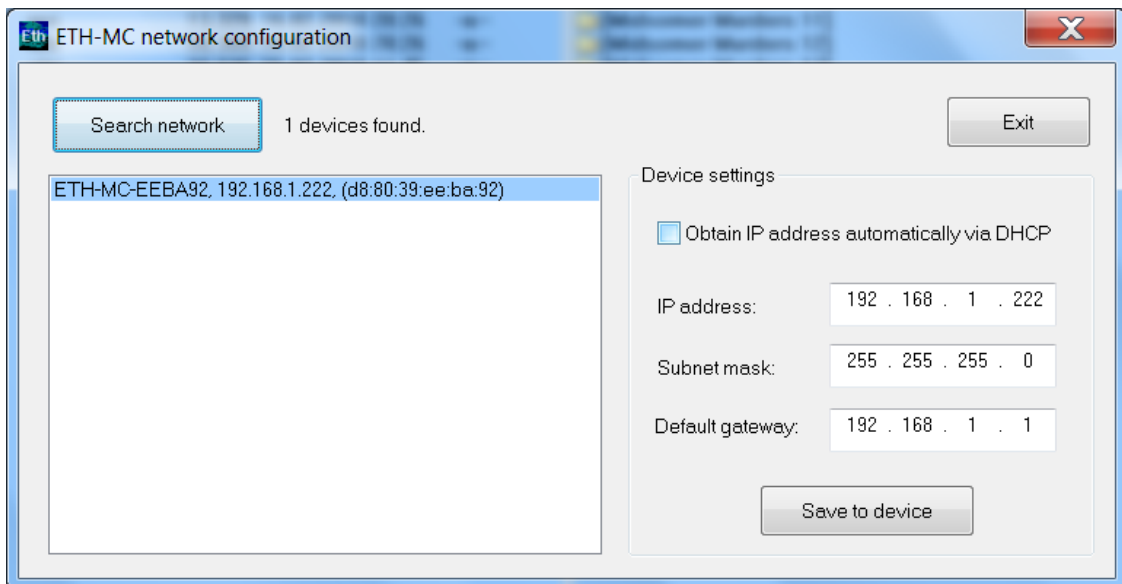 Eth ETH-MC network configuration
Search network 1 devices found. Exit
ETH-MC-EEBA92, 192.168.1.222, (d8:80:39:ee:ba:92)
Device settings
Obtain IP address automatically via DHCP
IP address: 192 . 168 . 1 . 222
Subnet mask: 255 . 255 . 255 . 0
Default gateway: 192 . 168 . 1 . 1
Save to device